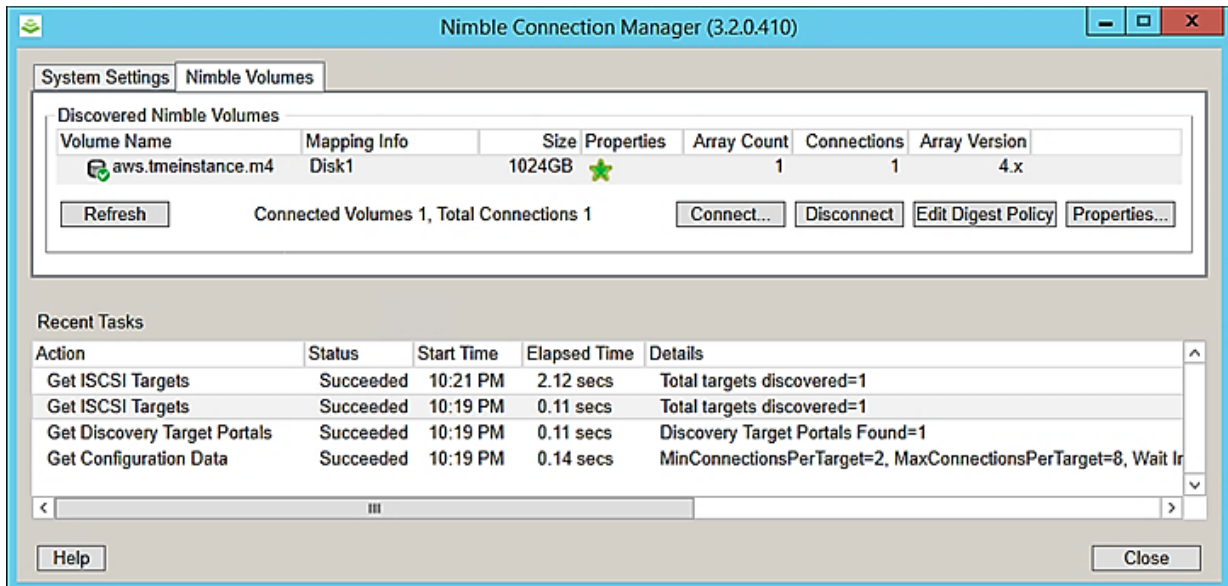 Nimble Connection Manager (3.2.0.410)
System Settings Nimble Volumes
Discovered Nimble Volumes
Volume Name Mapping Info Size Properties Array Count Connections Array Version
aws.tmeinstance.m4 Disk1 1024GB 1 1 4.x
Refresh Connected Volumes 1, Total Connections 1 Connect... Disconnect Edit Digest Policy Properties...
Recent Tasks
Action Status Start Time Elapsed Time Details
Get ISCSI Targets Succeeded 10:21 PM 2.12 secs Total targets discovered=1
Get ISCSI Targets Succeeded 10:19 PM 0.11 secs Total targets discovered=1
Get Discovery Target Portals Succeeded 10:19 PM 0.11 secs Discovery Target Portals Found=1
Get Configuration Data Succeeded 10:19 PM 0.14 secs MinConnectionsPerTarget=2, MaxConnectionsPerTarget=8, Wait
Help Close